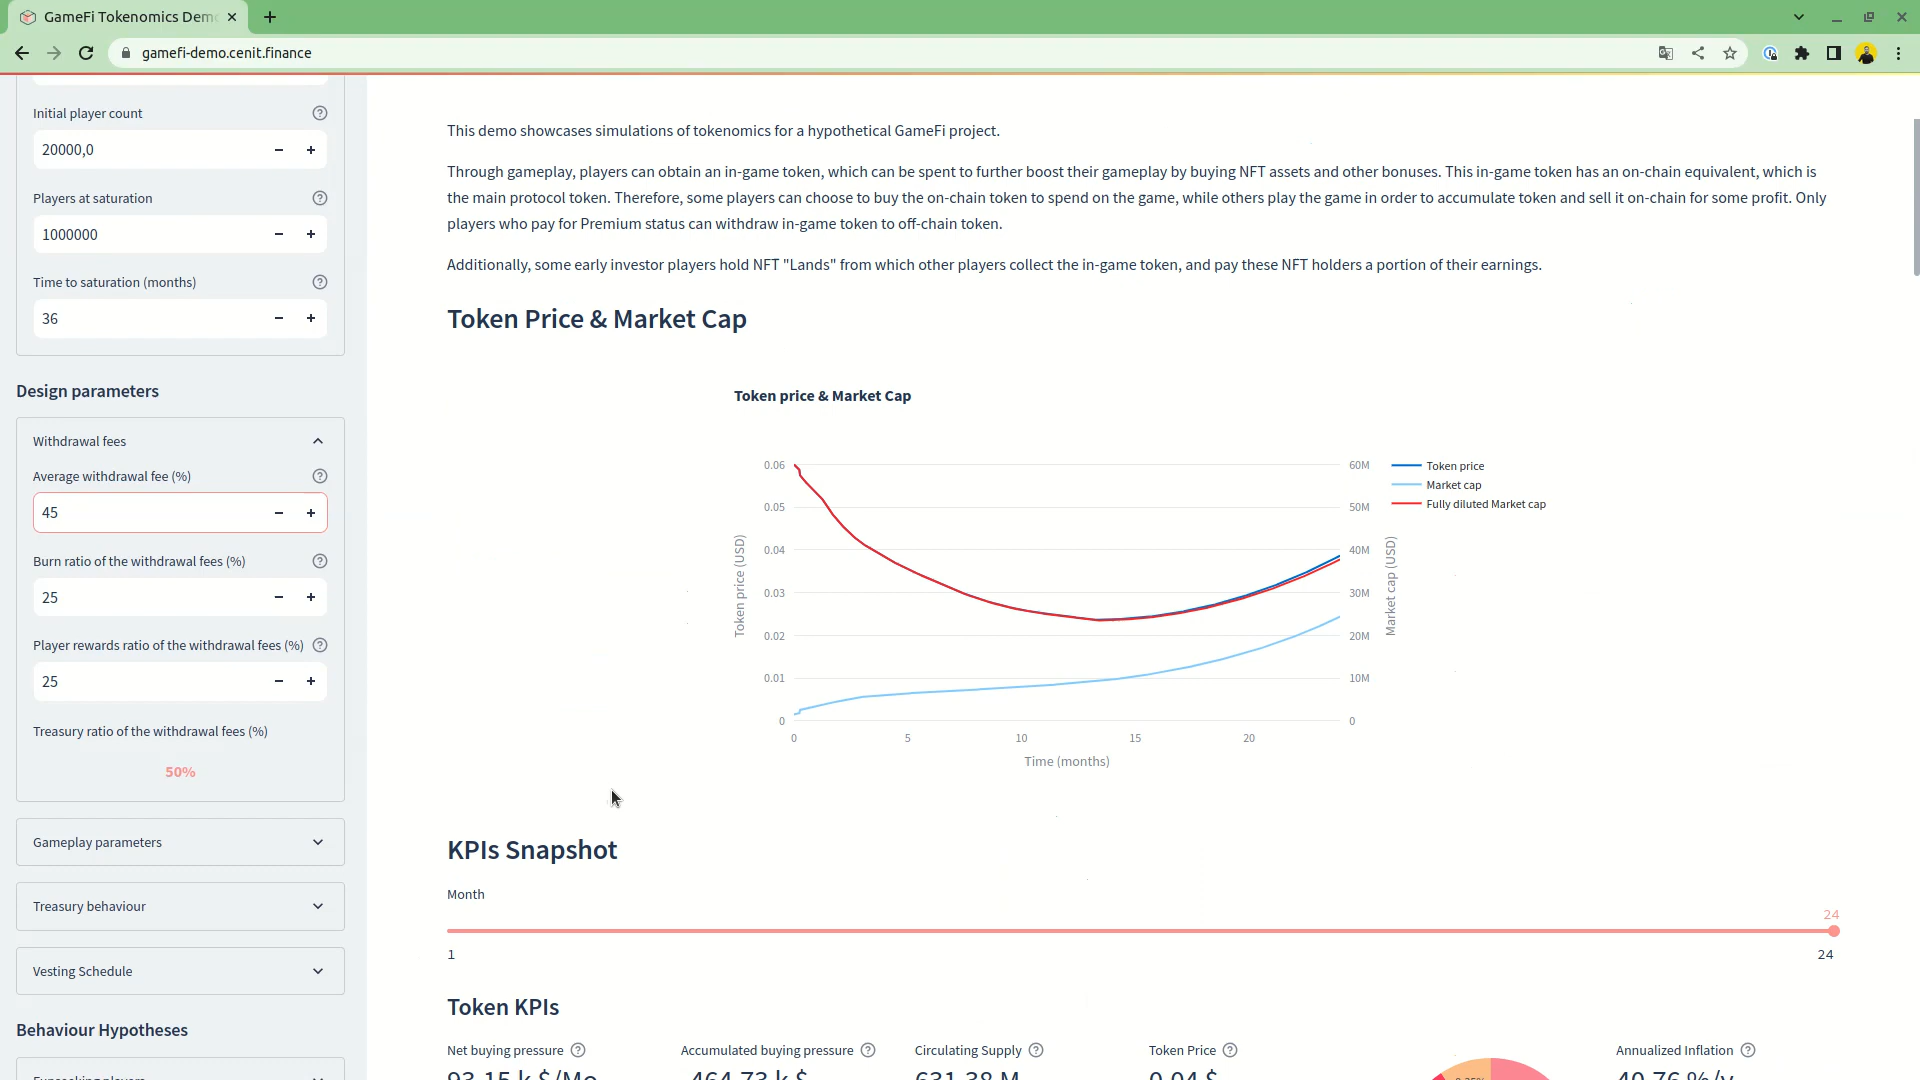 GameFi Tokenomics Demo
gamefi-demo.cenit.finance
Initial player count
20000,0
Players at saturation
1000000
Time to saturation (months)
36
Design parameters
Withdrawal fees
Average withdrawal fee (%)
45
Burn ratio of the withdrawal fees (%)
25
Player rewards ratio of the withdrawal fees (%)
25
Treasury ratio of the withdrawal fees (%)
50%
Gameplay parameters
Treasury behaviour
Vesting Schedule
Behaviour Hypotheses
This demo showcases simulations of tokenomics for a hypothetical GameFi project.
Through gameplay, players can obtain an in-game token, which can be spent to further boost their gameplay by buying NFT assets and other bonuses. This in-game token has an on-chain equivalent, which is
the main protocol token. Therefore, some players can choose to buy the on-chain token to spend on the game, while others play the game in order to accumulate token and sell it on-chain for some profit. Only
players who pay for Premium status can withdraw in-game token to off-chain token.
Additionally, some early investor players hold NFT "Lands" from which other players collect the in-game token, and pay these NFT holders a portion of their earnings.
Token Price & Market Cap
Token price & Market Cap
0.06
0.05
0.04
0.03
0.02
0.01
0
Token price (USD)
60M
50M
40M
30M
20M
10M
0
Market cap (USD)
0 5 10 15 20
Time (months)
Token price
Market cap
Fully diluted Market cap
KPIs Snapshot
Month
24
1 24
Token KPIs
Net buying pressure Accumulated buying pressure Circulating Supply Token Price Annualized Inflation
93.15 k $/Mo 464.73 k $ 631.38 M 0.04 $ 40.76 %/y